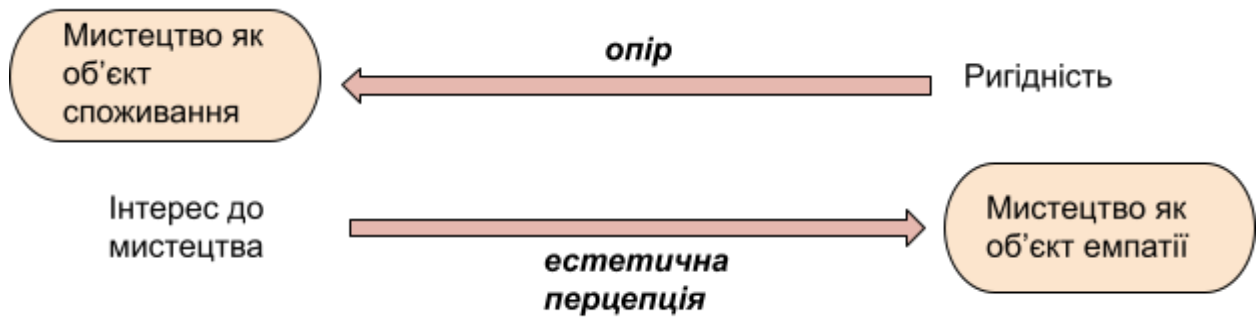 Мистецтво як
об’єкт
споживання
опір
Ригідність
Інтерес до
мистецтва
естетична
перцепція
Мистецтво як
об’єкт емпатії